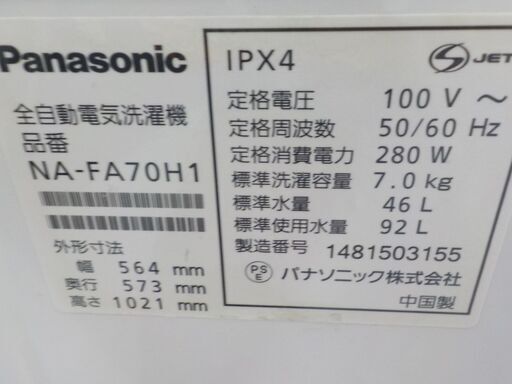 Panasonic
全自動電気洗濯機
品番
NA-FA70H1
外形寸法
幅 564 mm
奥行 573 mm
高さ 1021 mm
IPX4
S JET
定格電圧 100 V ～
定格周波数 50/60 Hz
定格消費電力 280 W
標準洗濯容量 7.0 kg
標準水量 46 L
標準使用水量 92 L
製造番号 1481503155
PSE パナソニック株式会社
中国製